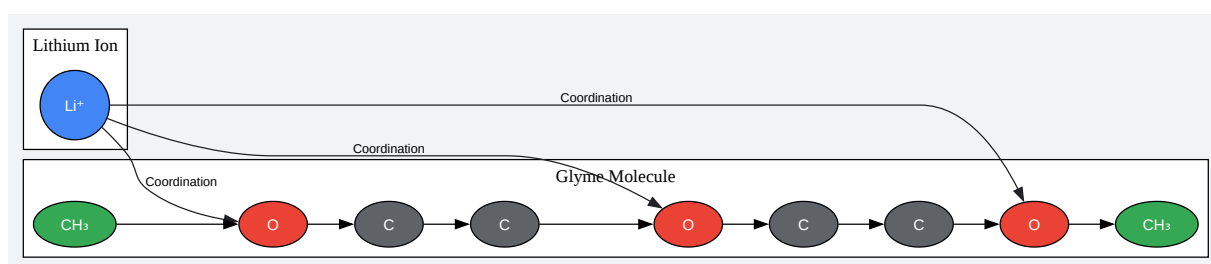 Lithium Ion
Li⁺
Coordination
Coordination
Coordination
Glyme Molecule
CH₃
O
C
C
O
C
C
O
CH₃